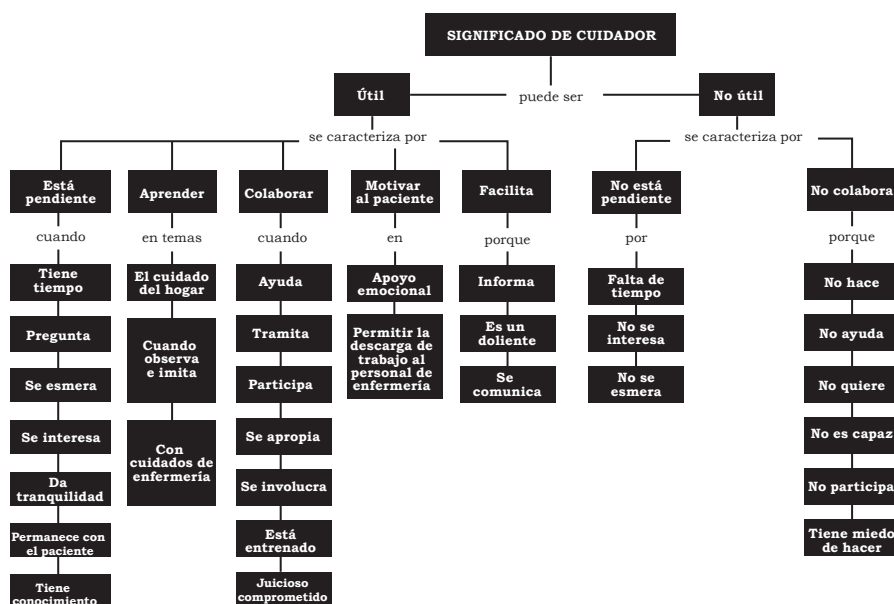 SIGNIFICADO DE CUIDADOR
Útil
puede ser
No útil
se caracteriza por
se caracteriza por
Está
pendiente
cuando
Tiene
tiempo
Pregunta
Se esmera
Se interesa
Da
tranquilidad
Permanece con
el paciente
Tiene
conocimiento
Aprender
en temas
El cuidado
del hogar
Cuando
observa
e imita
Con
cuidados de
enfermería
Colaborar
cuando
Ayuda
Tramita
Participa
Se apropia
Se involucra
Está
entrenado
Juicioso
comprometido
Motivar
al paciente
en
Apoyo
emocional
Permitir la
descarga de
trabajo al
personal de
enfermería
Facilita
porque
Informa
Es un
doliente
Se
comunica
No está
pendiente
por
Falta de
tiempo
No se
interesa
No se
esmera
No colabora
porque
No hace
No ayuda
No quiere
No es capaz
No participa
Tiene miedo
de hacer